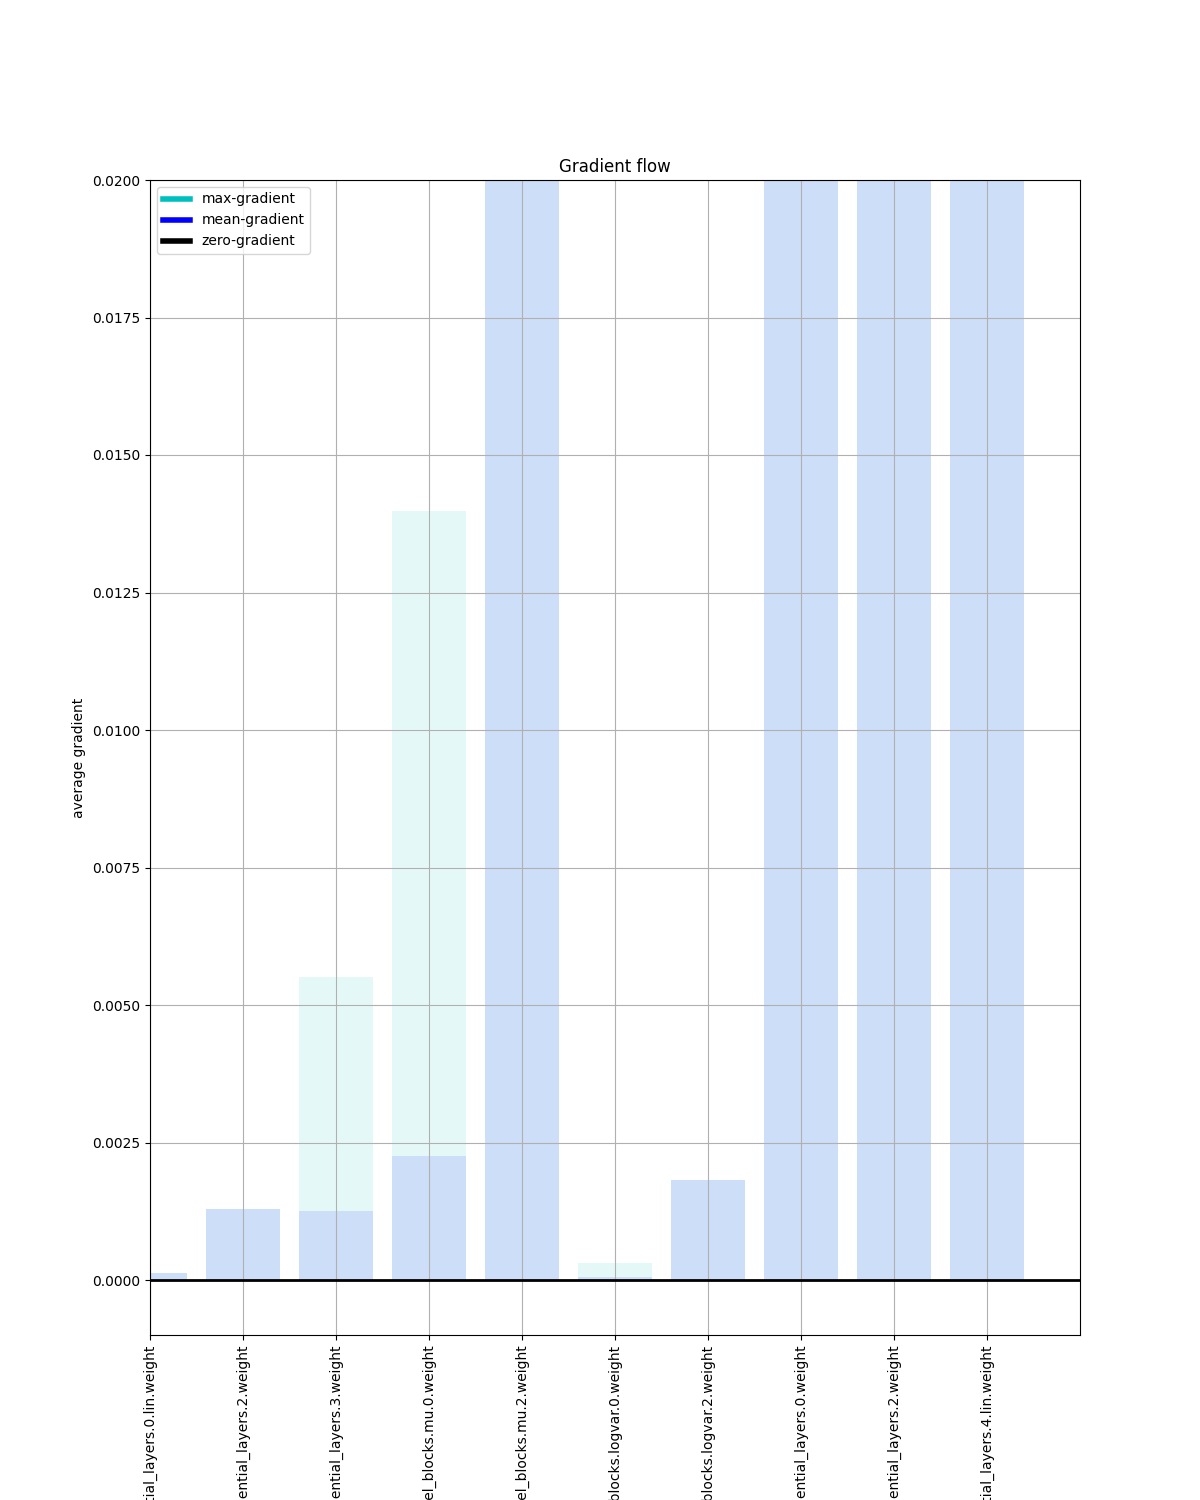 Gradient flow
max-gradient
mean-gradient
zero-gradient
0.0200
0.0175
0.0150
0.0125
0.0100
0.0075
0.0050
0.0025
0.0000
average gradient
tial_layers.0.lin.weight
ential_layers.2.weight
ential_layers.3.weight
el_blocks.mu.0.weight
el_blocks.mu.2.weight
blocks.logvar.0.weight
blocks.logvar.2.weight
ential_layers.0.weight
ential_layers.2.weight
tial_layers.4.lin.weight